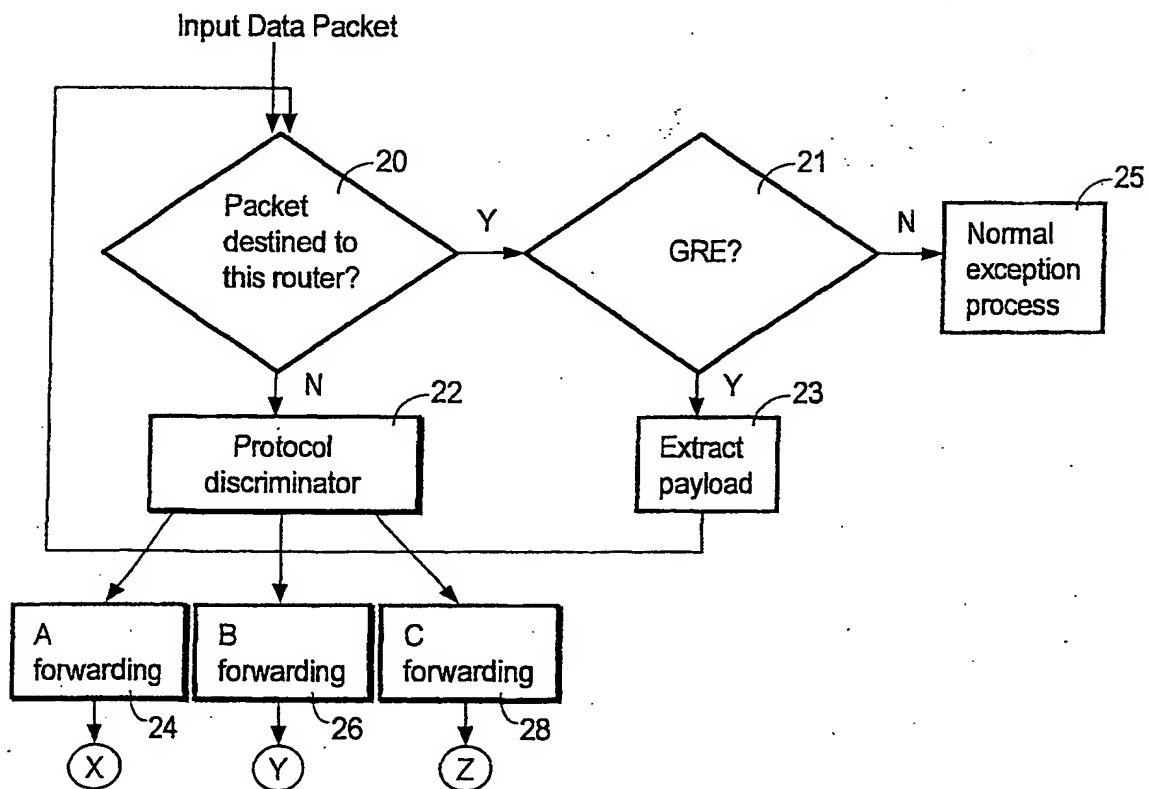 Input Data Packet
20
Packet
destined to
this router?
Y
21
GRE?
N
25
Normal
exception
process
N
22
Protocol
discriminator
Y
23
Extract
payload
A
forwarding
24
B
forwarding
26
C
forwarding
28
X
Y
Z